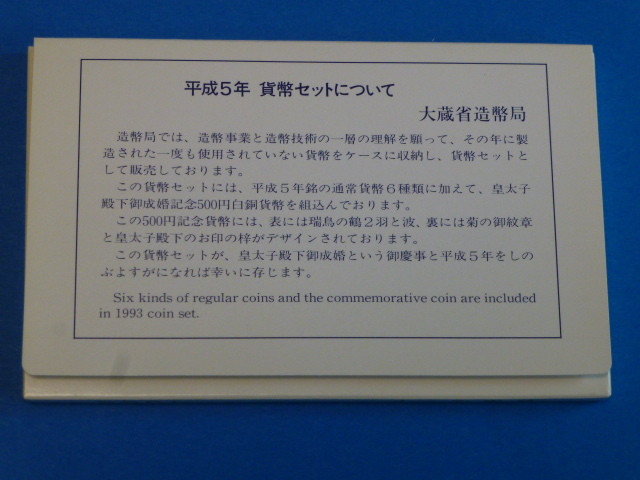 平成5年 貨幣セットについて
大蔵省造幣局
造幣局では、造幣事業と造幣技術の一層の理解を願って、その年に製
造された一度も使用されていない貨幣をケースに収納し、貨幣セットと
して販売しております。
この貨幣セットには、平成5年銘の通常貨幣6種類に加えて、皇太子
殿下御成婚記念500円白銅貨幣を組込んでおります。
この500円記念貨幣には、表には瑞鳥の鶴2羽と波、裏には菊の御紋章
と皇太子殿下のお印の梓がデザインされております。
この貨幣セットが、皇太子殿下御成婚という御慶事と平成5年をしの
ぶよすがになれば幸いに存じます。
Six kinds of regular coins and the commemorative coin are included
in 1993 coin set.